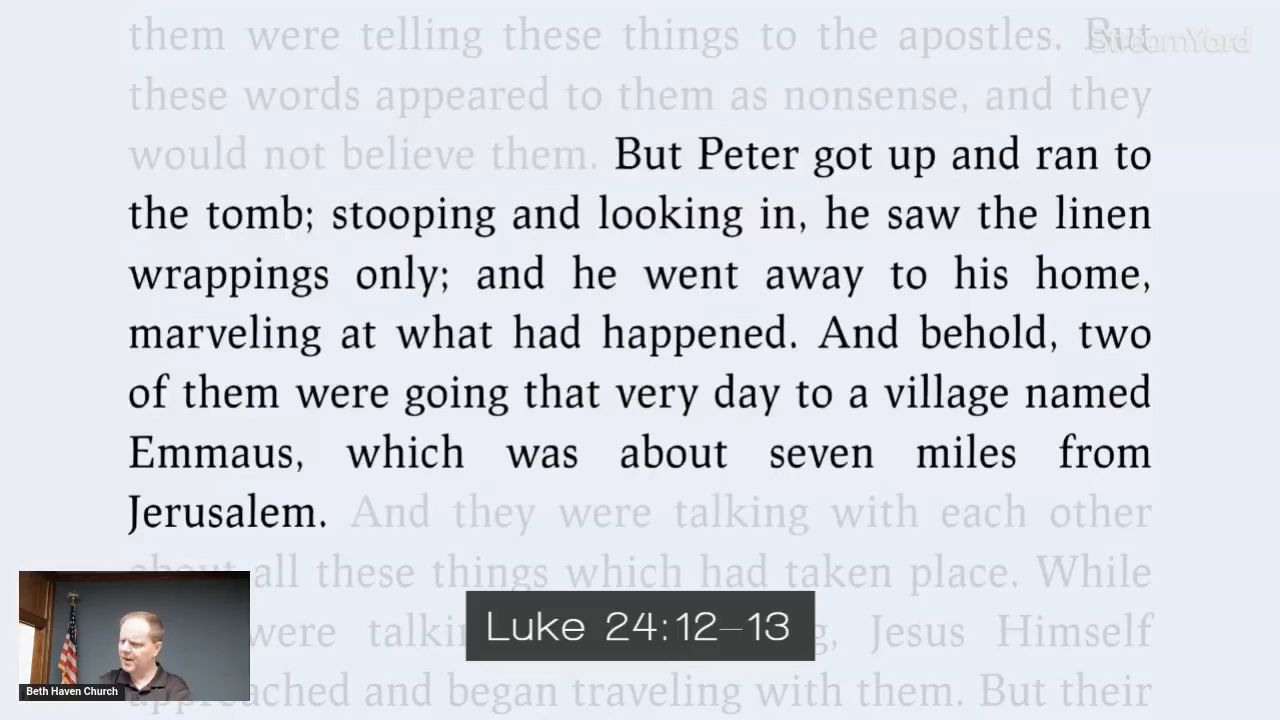 them were telling these things to the apostles. But
StreamYard
these words appeared to them as nonsense, and they
would not believe them. But Peter got up and ran to
the tomb; stooping and looking in, he saw the linen
wrappings only; and he went away to his home,
marveling at what had happened. And behold, two
of them were going that very day to a village named
Emmaus, which was about seven miles from
Jerusalem. And they were talking with each other
about all these things which had taken place. While
were Jesus Himself
Luke 24:12–13
and began traveling with them. But their
Beth Haven Church